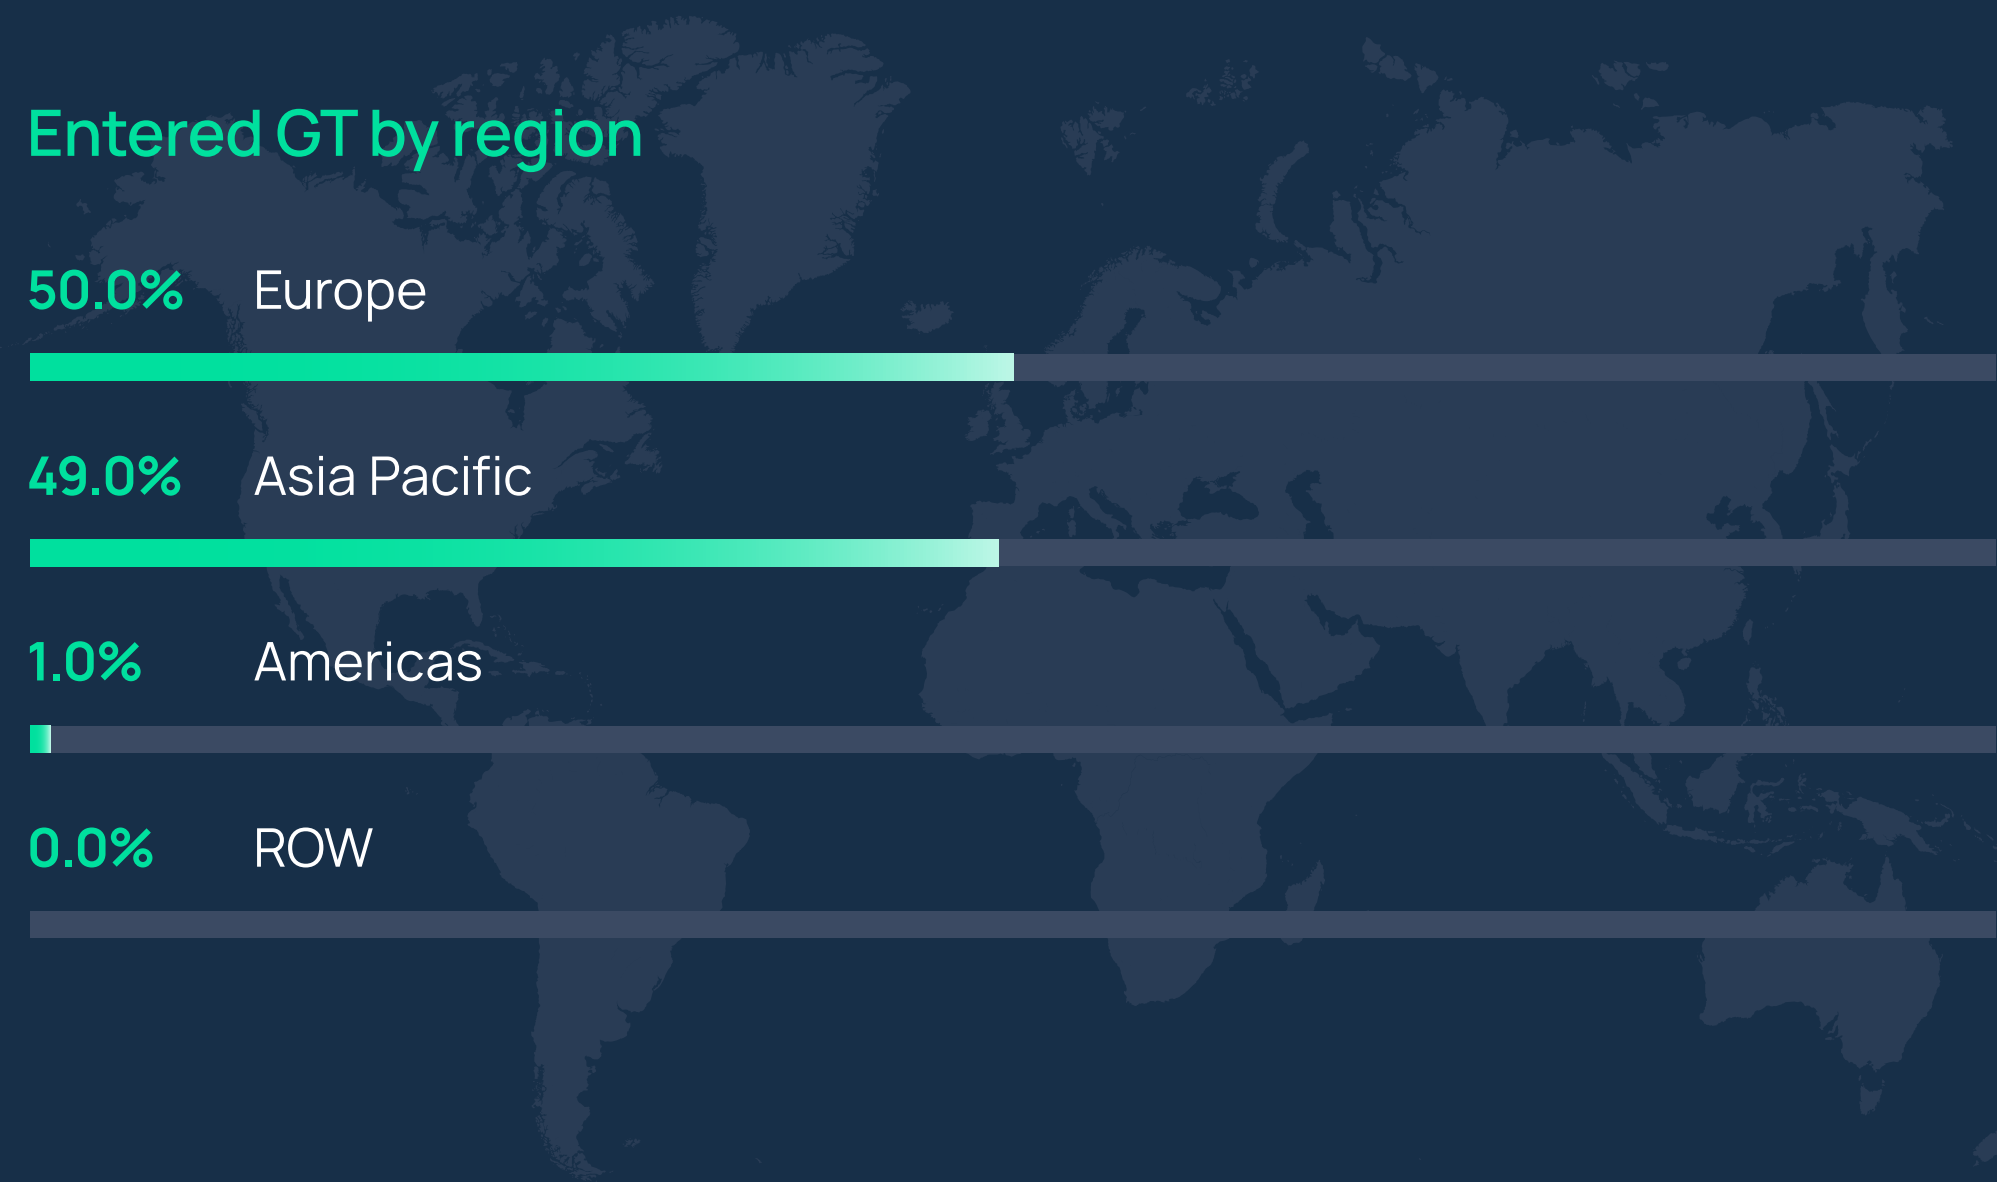 Entered GT by region
50.0% Europe
49.0% Asia Pacific
1.0% Americas
0.0% ROW